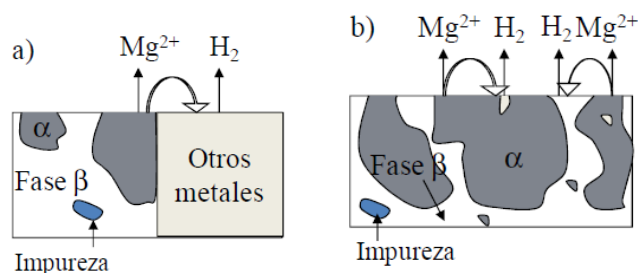 a)
Mg²⁺ H₂
α
Fase β
Otros
metales
Impureza
b)
Mg²⁺ H₂ H₂ Mg²⁺
Fase β
α
Impureza